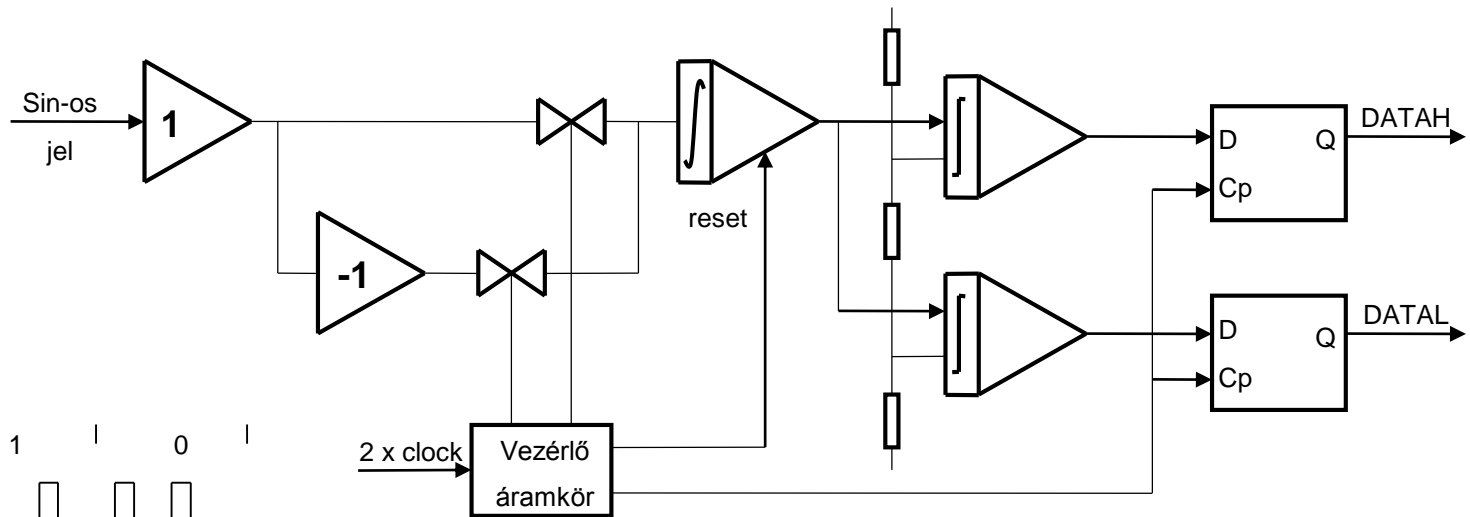 Sin-os
jel
1
-1
reset
D
Q
Cp
DATAH
D
Q
Cp
DATAL
2 x clock
Vezérlő
áramkör
1
0